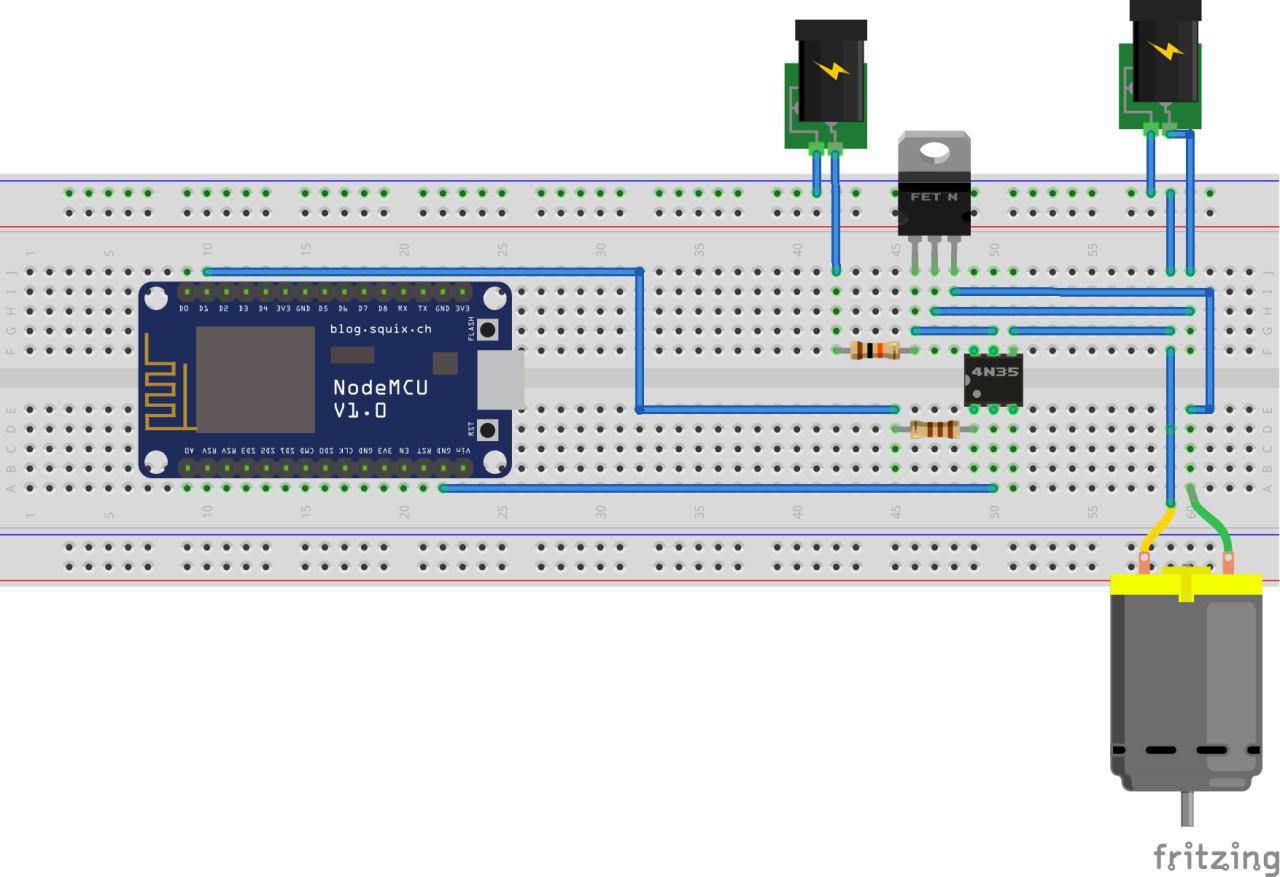 FET N
1 5 10 15 20 25 30 35 40 45 50 55 60
J J
I I
H H
G G
F F
D0 D1 D2 D3 D4 3V3 GND D5 D6 D7 D8 RX TX GND 3V3
blog.squix.ch
FLASH
4N35
NodeMCU
V1.0
RST
A0 RSV RSV SD3 SD2 SD1 CMD SD0 CLK GND 3V3 EN RST GND Vin
E E
D D
C C
B B
A A
1 5 10 15 20 25 30 35 40 45 50 55 60
fritzing